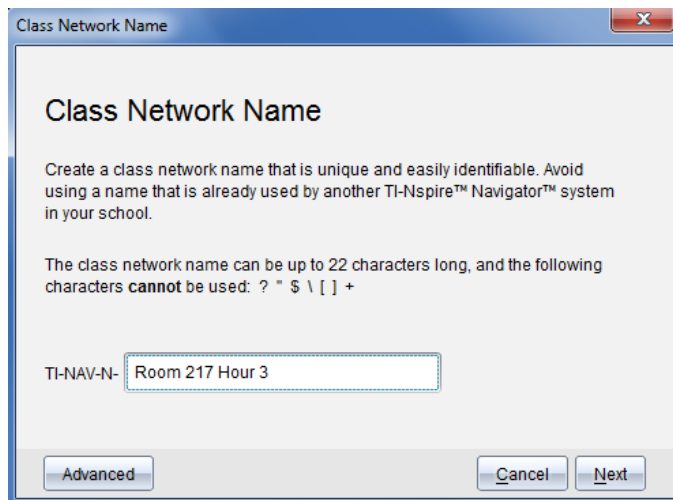 Class Network Name
Class Network Name
Create a class network name that is unique and easily identifiable. Avoid
using a name that is already used by another TI-Nspire™ Navigator™ system
in your school.
The class network name can be up to 22 characters long, and the following
characters cannot be used: ? " $ \ [ ] +
TI-NAV-N- Room 217 Hour 3
Advanced Cancel Next